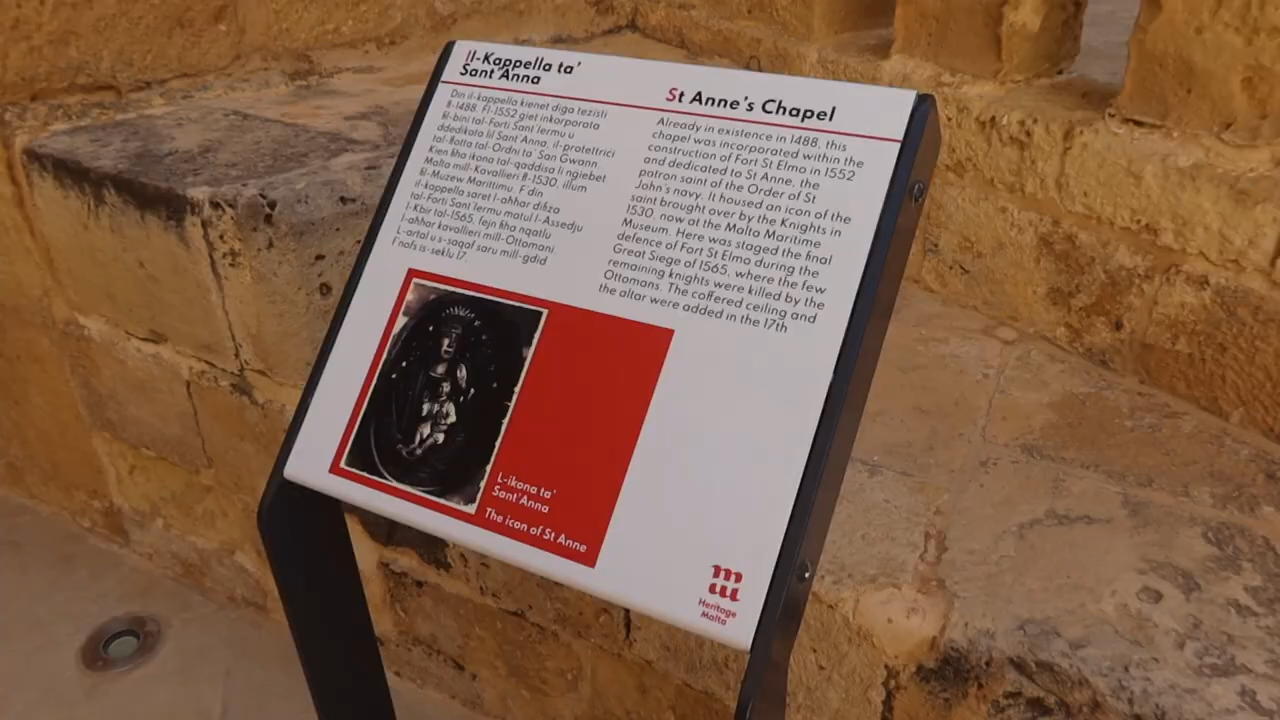 Il-Kappella ta'
Sant'Anna
Din il-kappella kienet diġa teżisti
fl-1488. Fl-1552 ġiet inkorporata
fil-bini tal-Forti Sant'Iermu u
ddedikata lil Sant'Anna, il-protettriċi
tal-flotta tal-Ordni ta' San Ġwann.
Kien fiha ikona tal-qaddisa li nġiebet
Malta mill-Kavallieri fl-1530, illum
fil-Mużew Marittimu. F'din
il-kappella saret l-aħħar difiża
tal-Forti Sant'Iermu matul l-Assedju
l-Kbir tal-1565, fejn fiha nqatlu
l-aħħar kavallieri mill-Ottomani.
L-artal u s-saqaf saru mill-ġdid
f'nofs is-seklu 17.
St Anne's Chapel
Already in existence in 1488, this
chapel was incorporated within the
construction of Fort St Elmo in 1552
and dedicated to St Anne, the
patron saint of the Order of St
John's navy. It housed an icon of the
saint brought over by the Knights in
1530, now at the Malta Maritime
Museum. Here was staged the final
defence of Fort St Elmo during the
Great Siege of 1565, where the few
remaining knights were killed by the
Ottomans. The coffered ceiling and
the altar were added in the 17th
L-ikona ta'
Sant'Anna
The icon of St Anne
Heritage
Malta